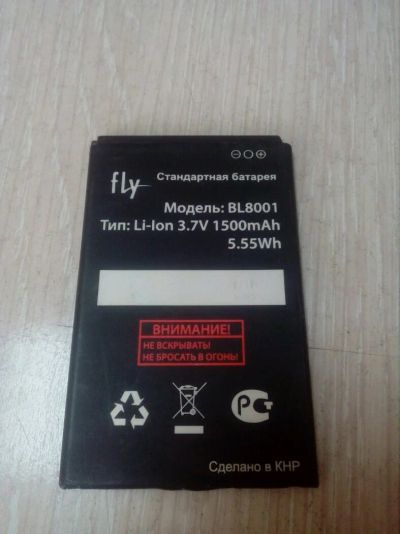 fly
Стандартная батарея
Модель: BL8001
Тип: Li-Ion 3.7V 1500mAh
5.55Wh
ВНИМАНИЕ!
НЕ ВСКРЫВАТЬ!
НЕ БРОСАТЬ В ОГОНЬ!
Сделано в КНР